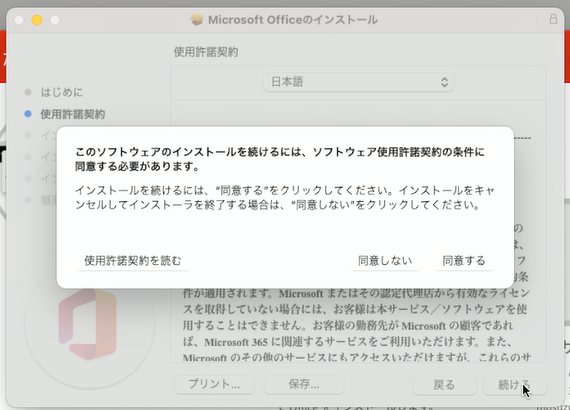 Microsoft Officeのインストール
使用許諾契約
日本語
はじめに
使用許諾契約
このソフトウェアのインストールを続けるには、ソフトウェア使用許諾契約の条件に
同意する必要があります。
インストールを続けるには、“同意する”をクリックしてください。インストールをキャ
ンセルしてインストーラを終了する場合は、“同意しない”をクリックしてください。
使用許諾契約を読む
同意しない
同意する
件が適用されます。Microsoft またはその認定代理店から有効なライセン
スを取得していない場合には、お客様は本サービス／ソフトウェアを使
用することはできません。お客様の勤務先が Microsoft の顧客であれ
ば、Microsoft 365 に関連するサービスをご利用いただけます。また、
Microsoft のその他のサービスにもアクセスいただけますが、これらのサ
プリント...
保存...
戻る
続ける